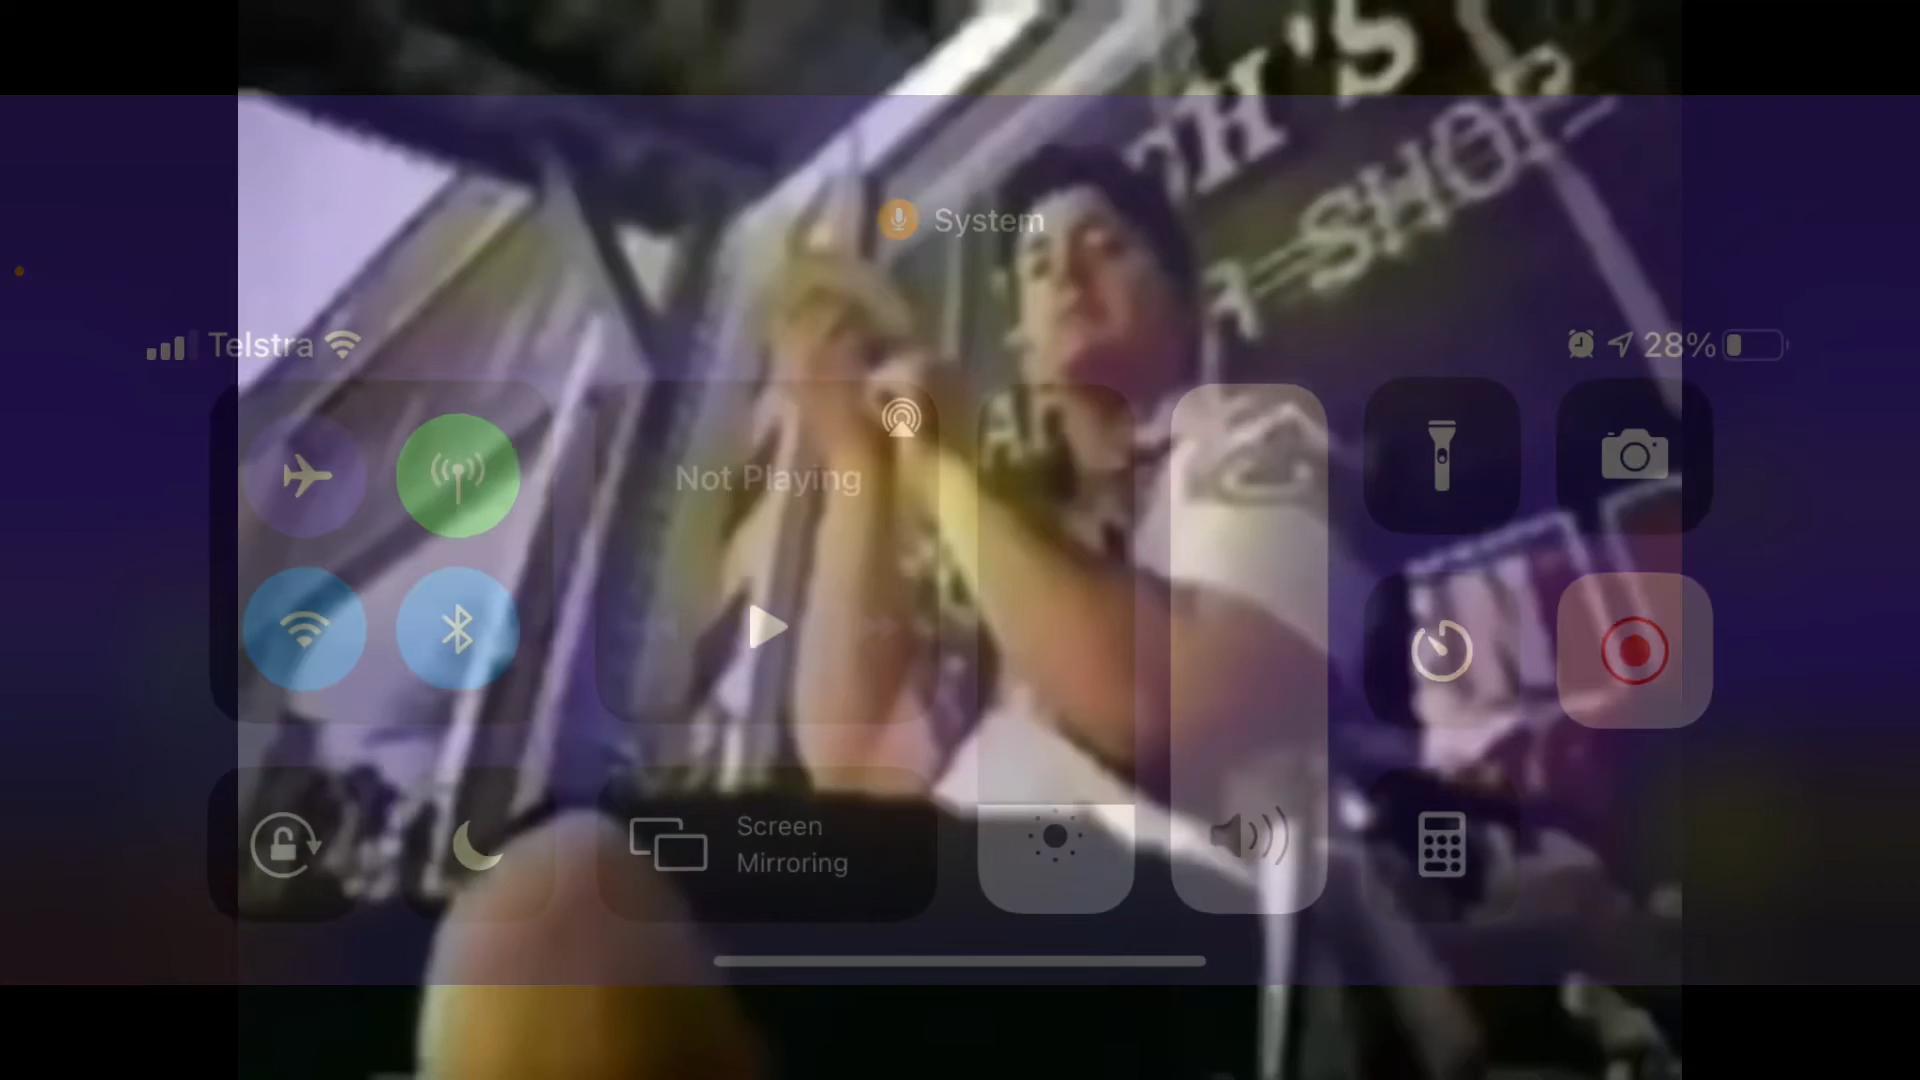 H'S
SHOP
System
Telstra
28%
Not Playing
Screen
Mirroring